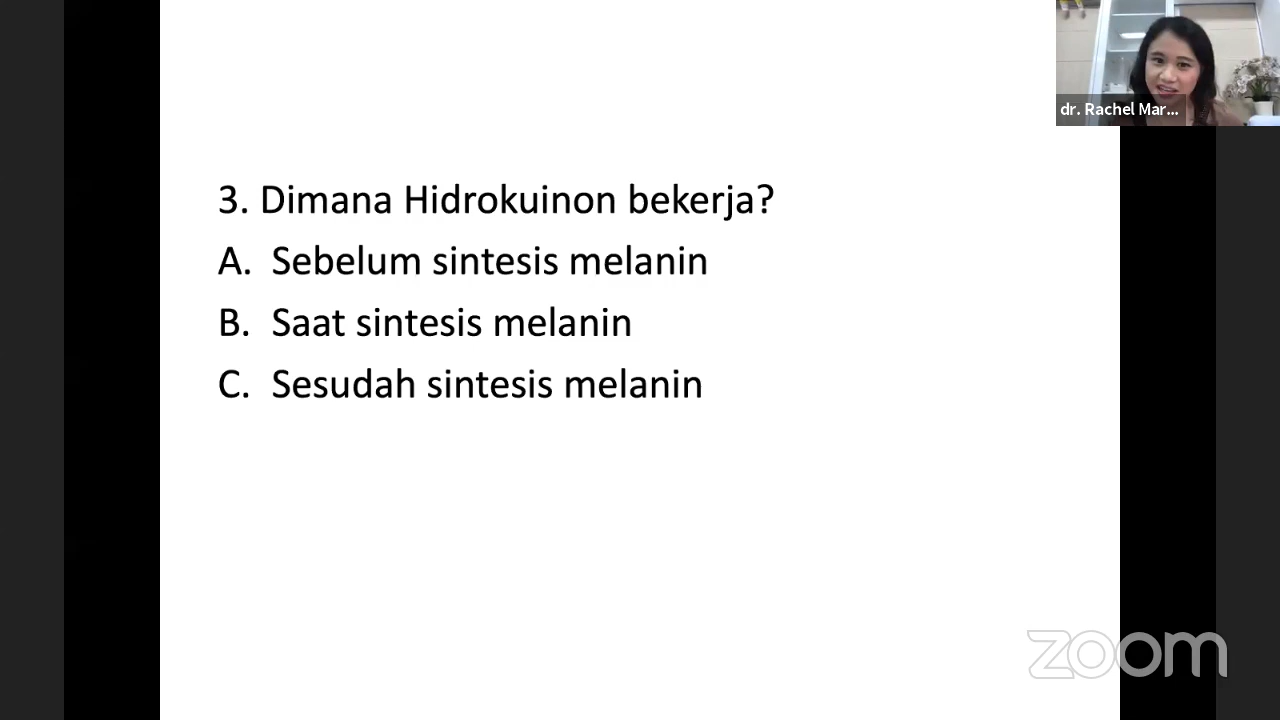 dr. Rachel Mar...
3. Dimana Hidrokuinon bekerja?
A. Sebelum sintesis melanin
B. Saat sintesis melanin
C. Sesudah sintesis melanin
zoom